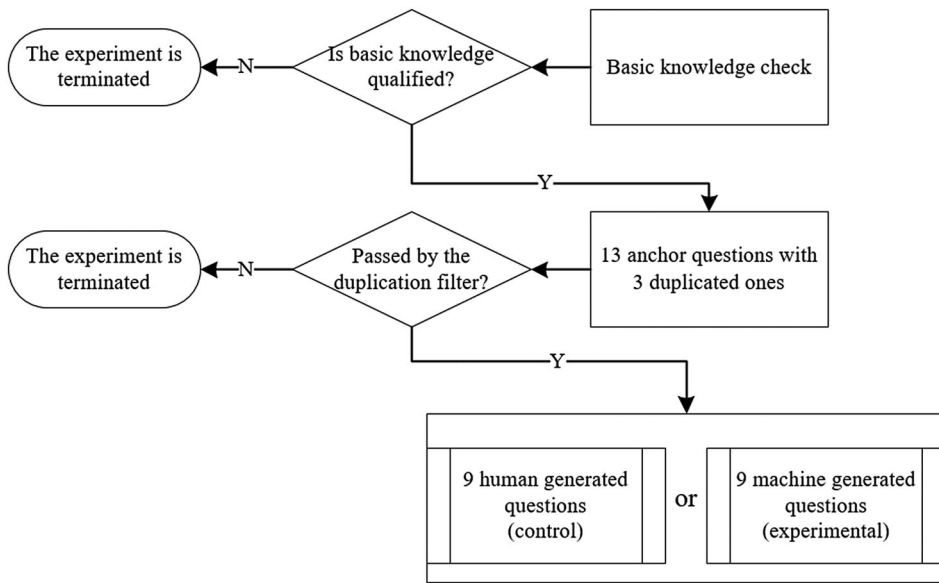 The experiment is
terminated
N
Is basic knowledge
qualified?
Basic knowledge check
Y
The experiment is
terminated
N
Passed by the
duplication filter?
13 anchor questions with
3 duplicated ones
Y
9 human generated
questions
(control)
or
9 machine generated
questions
(experimental)